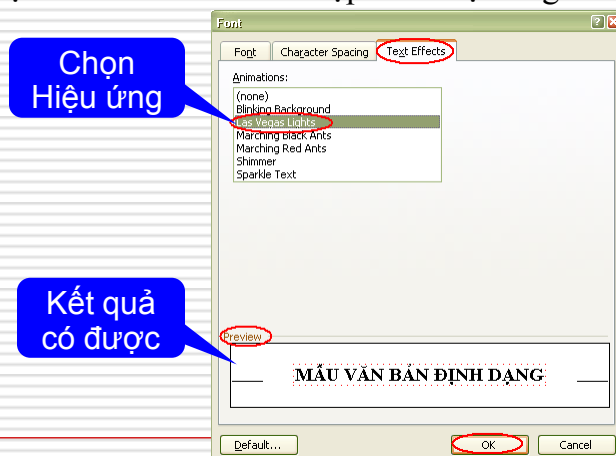 Font
Font Character Spacing Text Effects
Chọn
Hiệu ứng
Animations:
(none)
Blinking Background
Las Vegas Lights
Marching Black Ants
Marching Red Ants
Shimmer
Sparkle Text
Kết quả
có được
Preview
MẪU VĂN BẢN ĐỊNH DẠNG
Default...
OK
Cancel